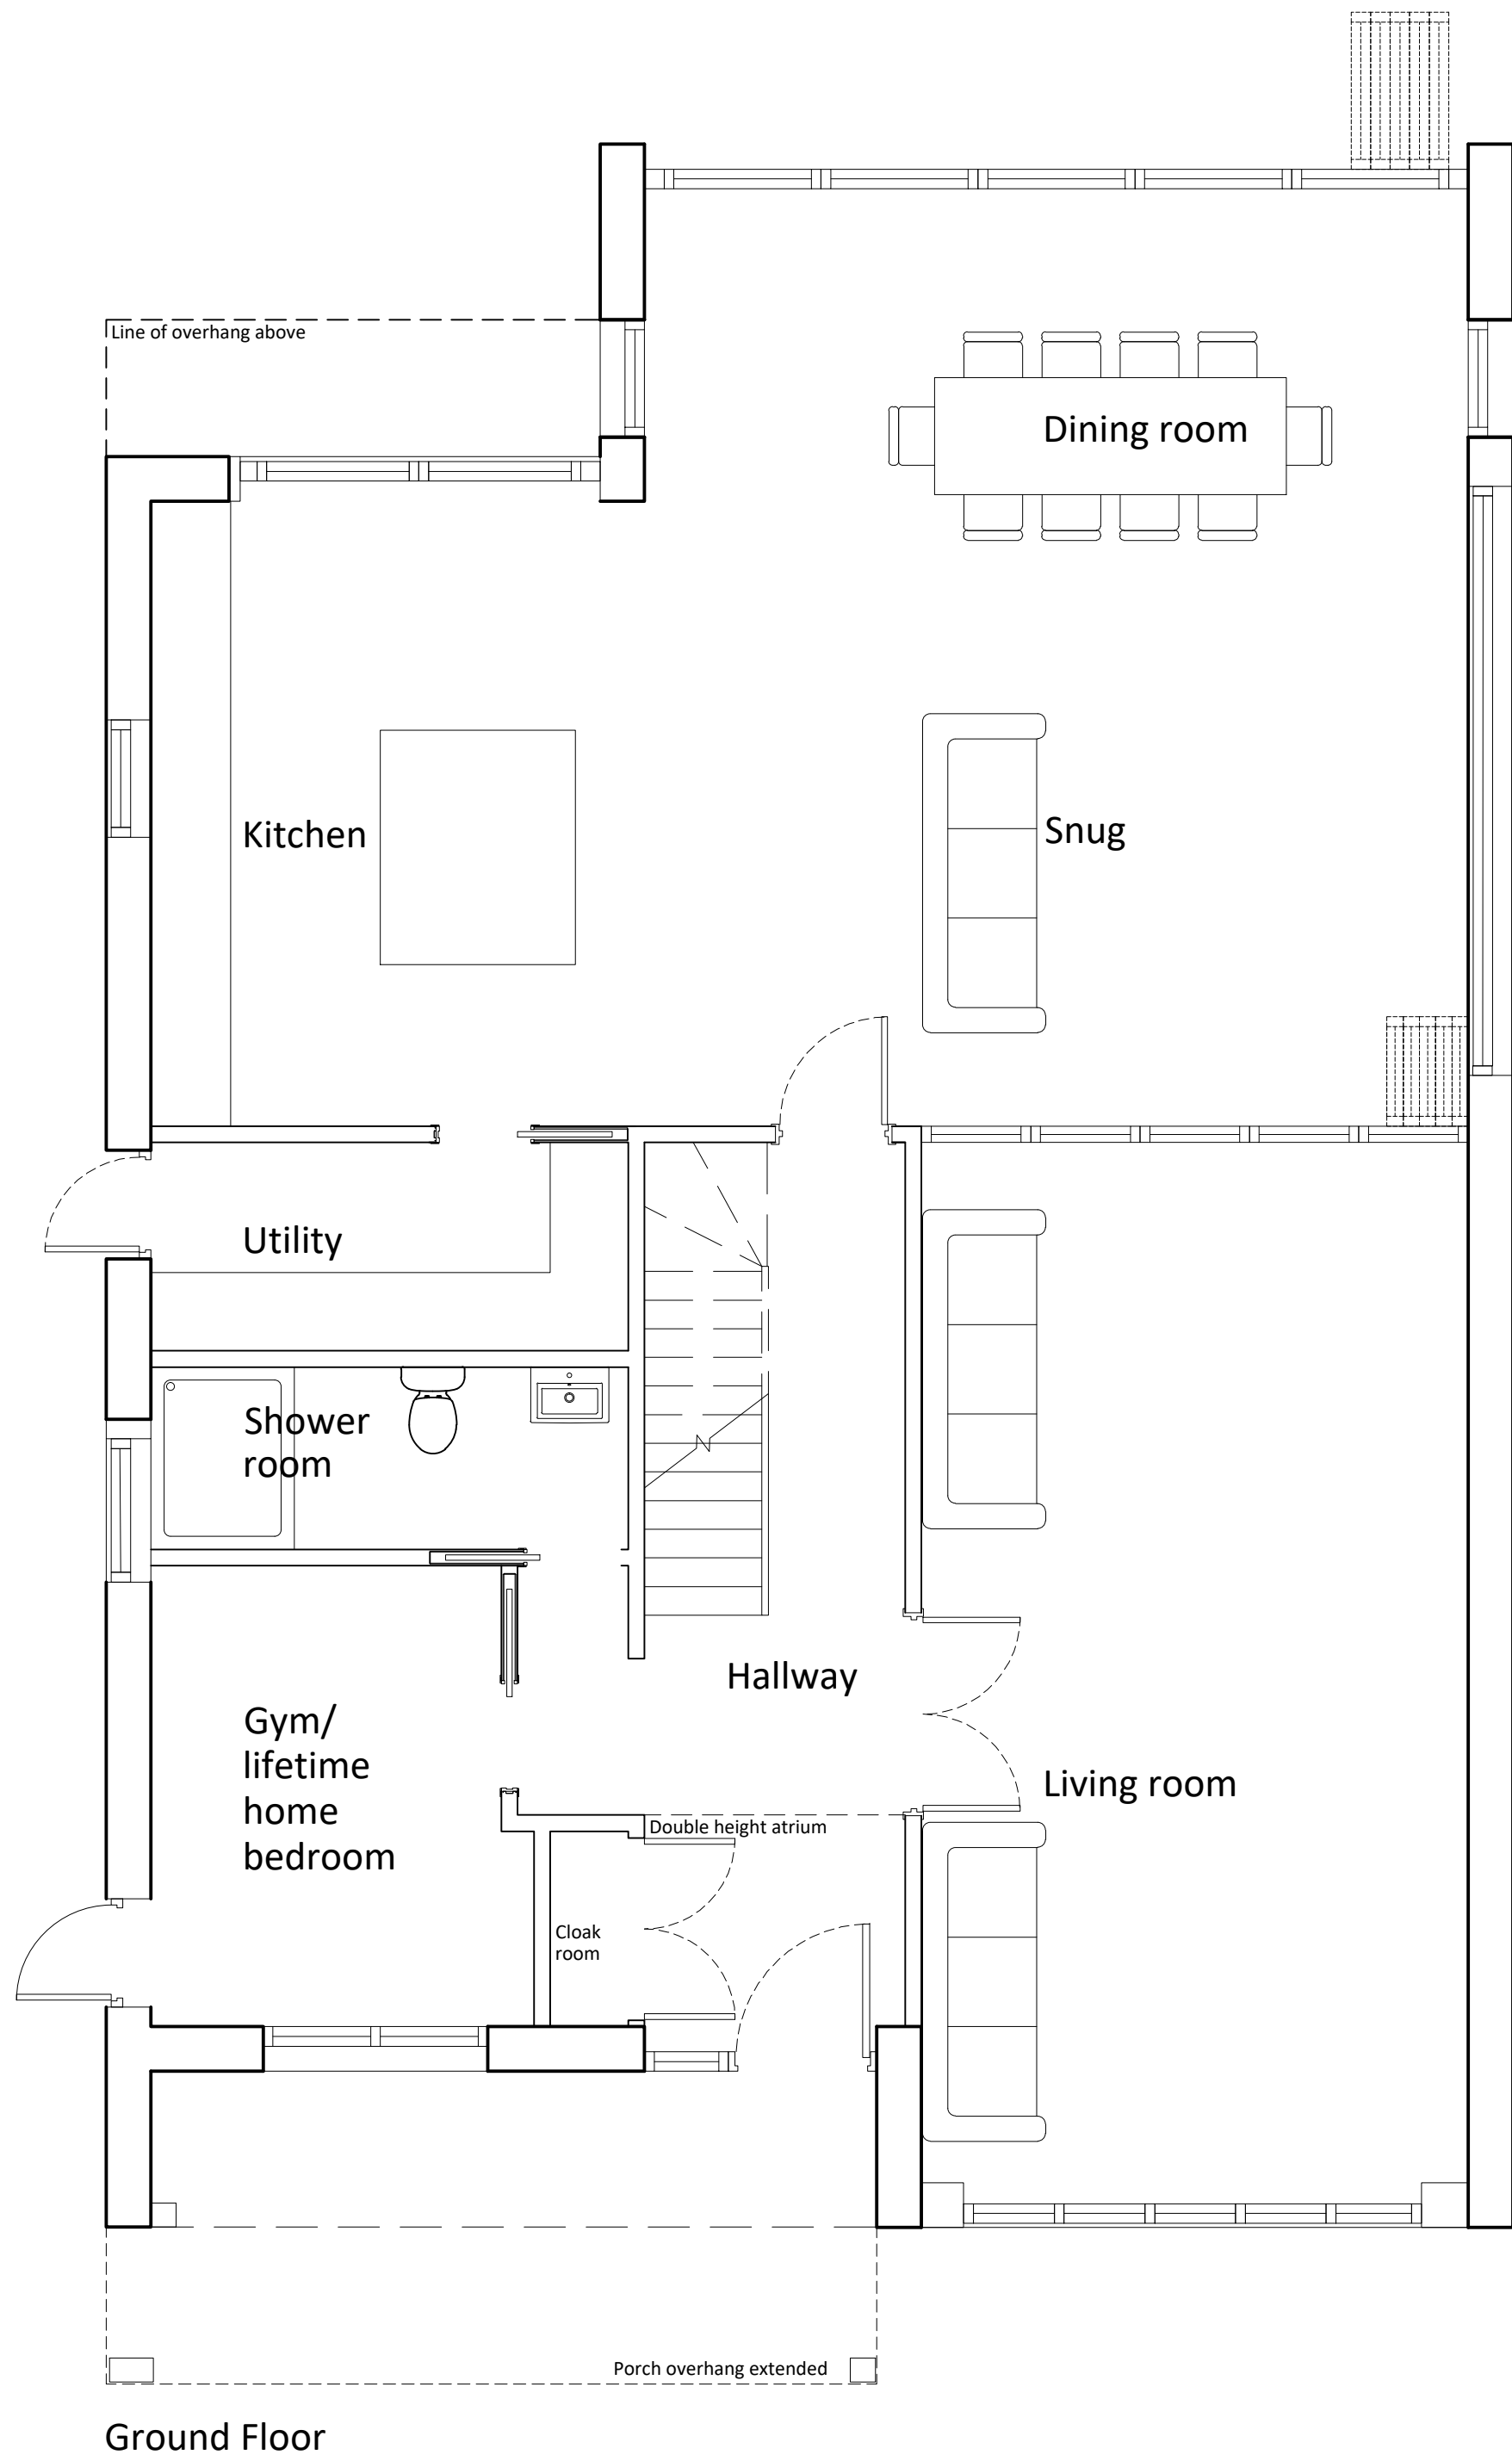 Line of overhang above
Dining room
Kitchen
Snug
Utility
Shower
room
Hallway
Gym/
lifetime
home
bedroom
Living room
Double height atrium
Cloak
room
Porch overhang extended
Ground Floor